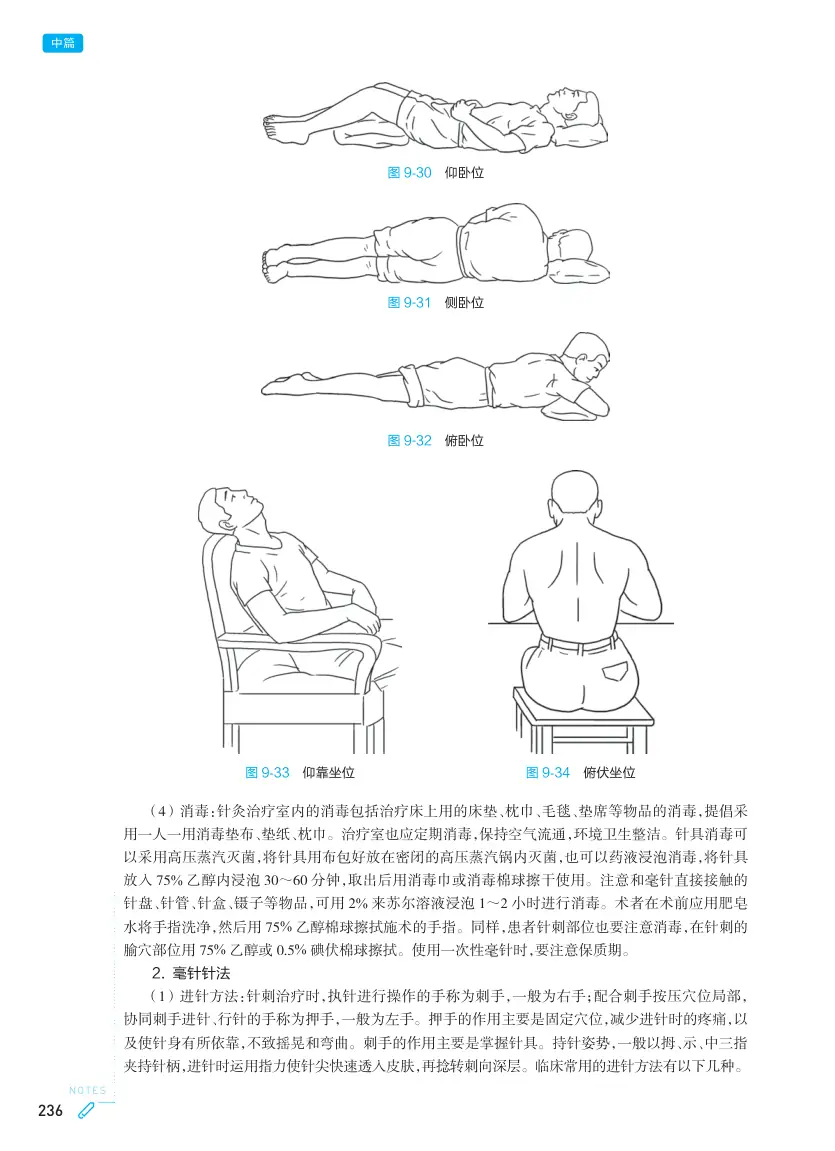 中篇
图 9-30 仰卧位
图 9-31 侧卧位
图 9-32 俯卧位
图 9-33 仰靠坐位
图 9-34 俯伏坐位
（4）消毒：针灸治疗室内的消毒包括治疗床上用的床垫、枕巾、毛毯、垫席等物品的消毒，提倡采
用一人一用消毒垫布、垫纸、枕巾。治疗室也应定期消毒，保持空气流通，环境卫生整洁。针具消毒可
以采用高压蒸汽灭菌，将针具用布包好放在密闭的高压蒸汽锅内灭菌，也可以药液浸泡消毒，将针具
放入 75% 乙醇内浸泡 30～60 分钟，取出后用消毒巾或消毒棉球擦干使用。注意和毫针直接接触的
针盘、针管、针盒、镊子等物品，可用 2% 来苏尔溶液浸泡 1～2 小时进行消毒。术者在术前应用肥皂
水将手指洗净，然后用 75% 乙醇棉球擦拭施术的手指。同样，患者针刺部位也要注意消毒，在针刺的
腧穴部位用 75% 乙醇或 0.5% 碘伏棉球擦拭。使用一次性毫针时，要注意保质期。
2. 毫针针法
（1）进针方法：针刺治疗时，执针进行操作的手称为刺手，一般为右手；配合刺手按压穴位局部，
协同刺手进针、行针的手称为押手，一般为左手。押手的作用主要是固定穴位，减少进针时的疼痛，以
及使针身有所依靠，不致摇晃和弯曲。刺手的作用主要是掌握针具。持针姿势，一般以拇、示、中三指
夹持针柄，进针时运用指力使针尖快速透入皮肤，再捻转刺向深层。临床常用的进针方法有以下几种。
NOTES
236